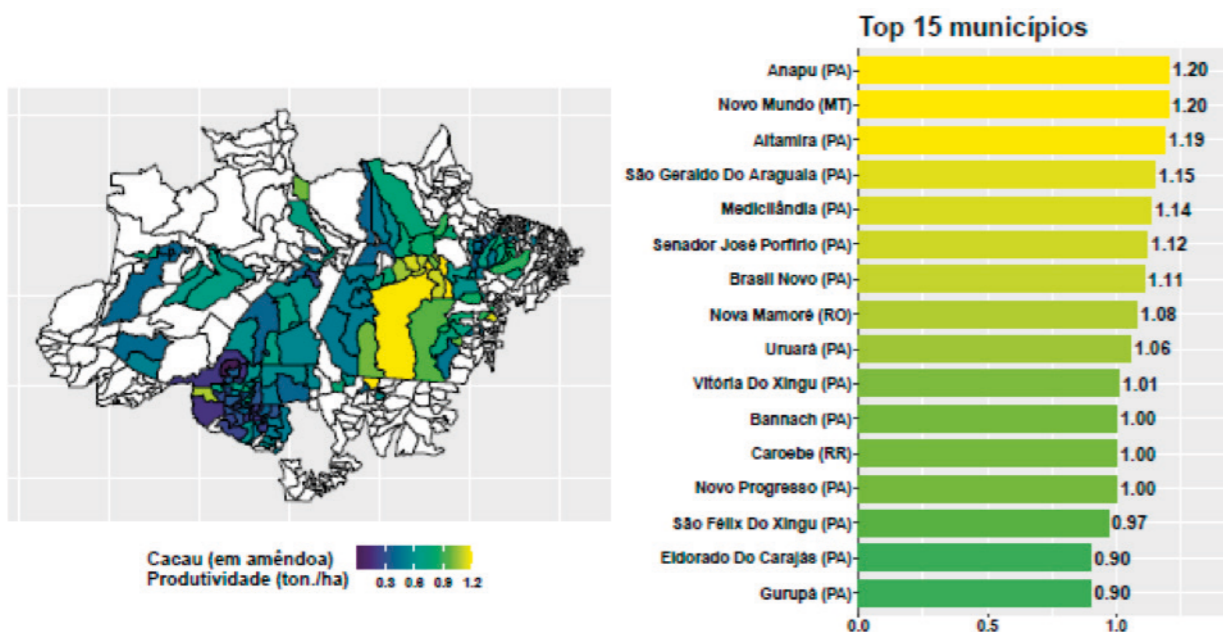 Top 15 municípios
Anapu (PA) 1.20
Novo Mundo (MT) 1.20
Altamira (PA) 1.19
São Geraldo Do Araguaia (PA) 1.15
Medicilândia (PA) 1.14
Senador José Porfírio (PA) 1.12
Brasil Novo (PA) 1.11
Nova Mamoré (RO) 1.08
Uruará (PA) 1.06
Vitória Do Xingu (PA) 1.01
Bannach (PA) 1.00
Caroebe (RR) 1.00
Novo Progresso (PA) 1.00
São Félix Do Xingu (PA) 0.97
Eldorado Do Carajás (PA) 0.90
Gurupá (PA) 0.90
0.0 0.5 1.0
Cacau (em amêndoa)
Produtividade (ton./ha)
0.3 0.6 0.9 1.2